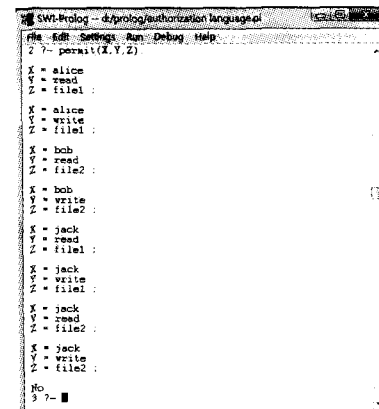 SWI-Prolog -- d:/prolog/authorization language.pl
File Edit Settings Run Debug Help
2 ?- permit(X,Y,Z).
X = alice
Y = read
Z = file1 ;
X = alice
Y = write
Z = file1 ;
X = bob
Y = read
Z = file2 ;
X = bob
Y = write
Z = file2 ;
X = jack
Y = read
Z = file1 ;
X = jack
Y = write
Z = file1 ;
X = jack
Y = read
Z = file2 ;
X = jack
Y = write
Z = file2 ;
No
3 ?-